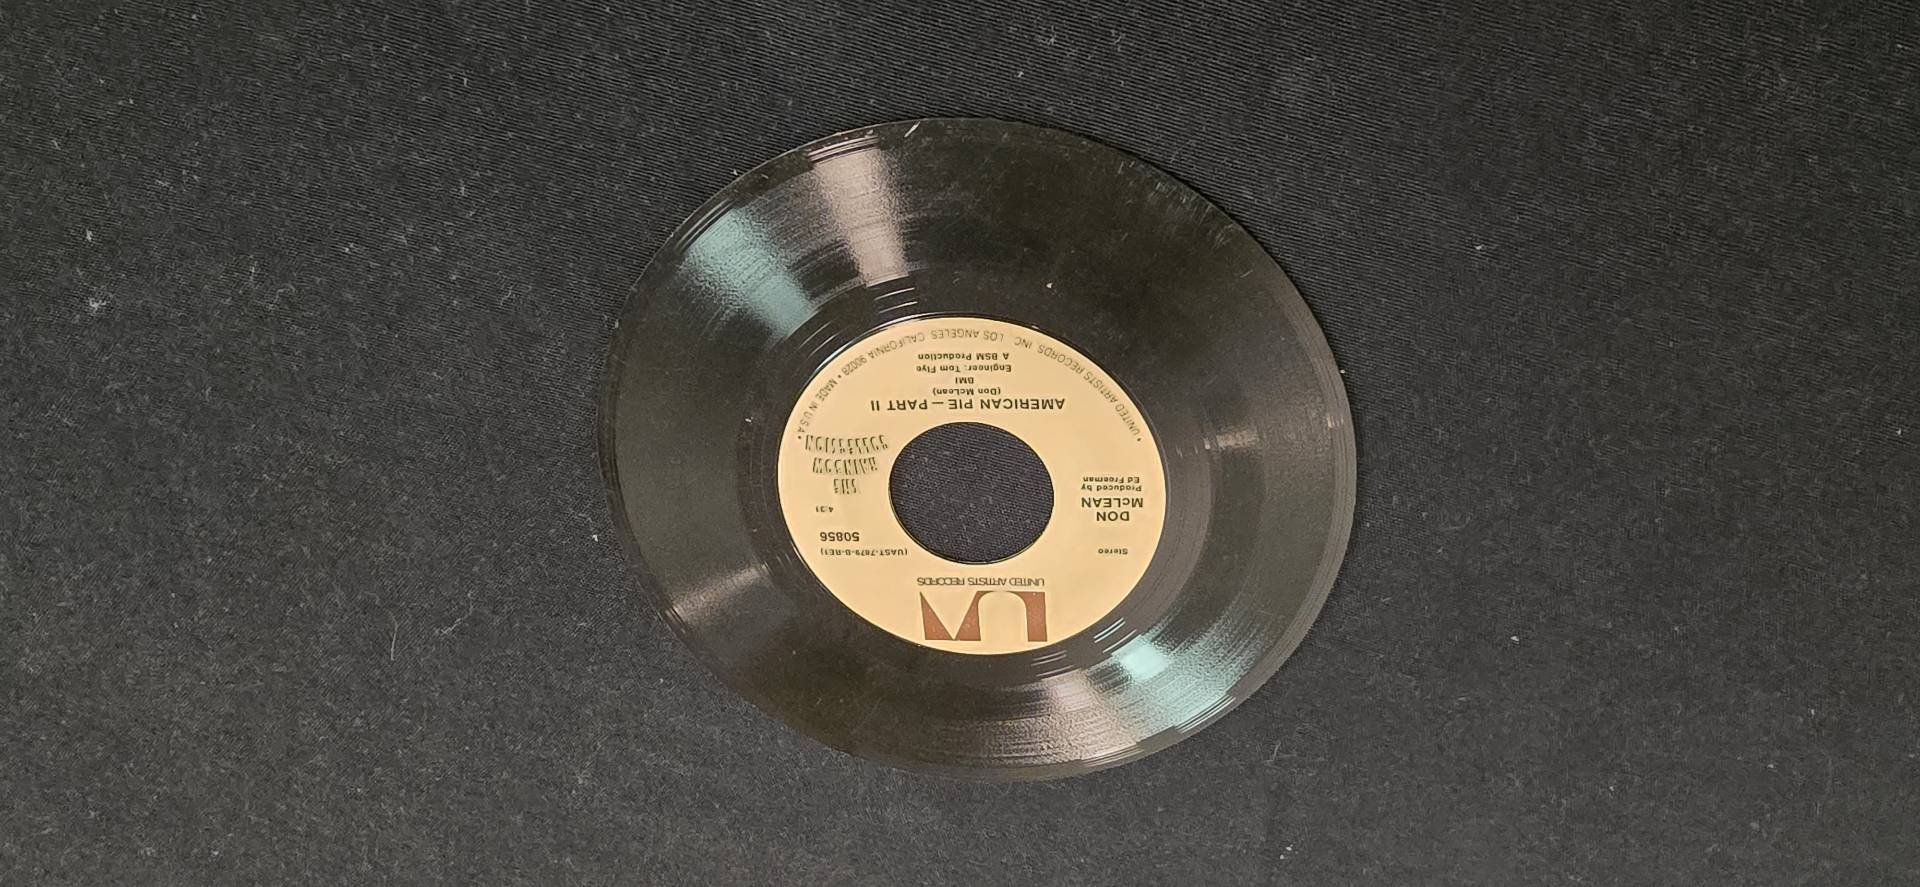 UA
UNITED ARTISTS RECORDS
Stereo
(UAST-7879-B-RE1)
50856
4:31
DON
McLEAN
Produced by
Ed Freeman
AMERICAN PIE — PART II
(Don McLean)
BMI
Engineer: Tom Flye
A BSM Production
• UNITED ARTISTS RECORDS, INC. LOS ANGELES, CALIFORNIA 90028 • MADE IN U.S.A •